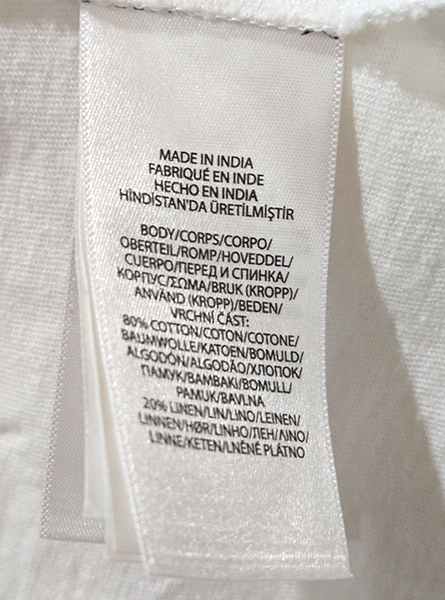 MADE IN INDIA
FABRIQUÉ EN INDE
HECHO EN INDIA
HİNDİSTAN'DA ÜRETİLMİŞTİR
BODY/CORPS/CORPO/
OBERTEIL/ROMP/HOVEDDEL/
CUERPO/ПЕРЕД И СПИНКА/
КОРПУС/ΣΩΜΑ/BRUK (KROPP)/
ANVÄND (KROPP)/BEDEN/
VRCHNÍ ČÁST:
80% COTTON/COTON/COTONE/
BAUMWOLLE/KATOEN/BOMULD/
ALGODÓN/ALGODÃO/ХЛОПОК/
ПАМУК/ΒΑΜΒΑΚΙ/BOMULL/
PAMUK/BAVLNA
20% LINEN/LIN/LINO/LEINEN/
LINNEN/HØR/LINHO/ЛЕН/ΛΙΝΟ/
LINNE/KETEN/LNĚNÉ PLÁTNO